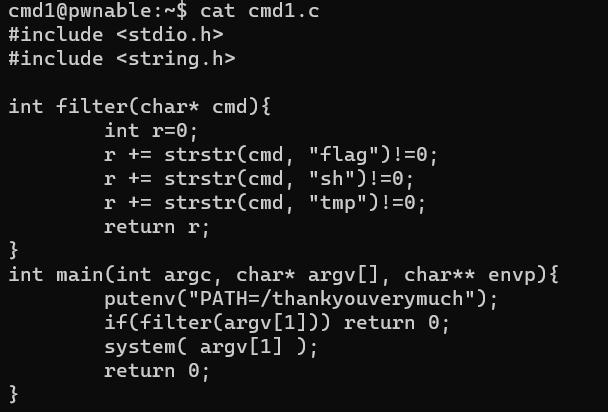 cmd1@pwnable:~$ cat cmd1.c
#include <stdio.h>
#include <string.h>

int filter(char* cmd){
        int r=0;
        r += strstr(cmd, "flag")!=0;
        r += strstr(cmd, "sh")!=0;
        r += strstr(cmd, "tmp")!=0;
        return r;
}
int main(int argc, char* argv[], char** envp){
        putenv("PATH=/thankyouverymuch");
        if(filter(argv[1])) return 0;
        system( argv[1] );
        return 0;
}